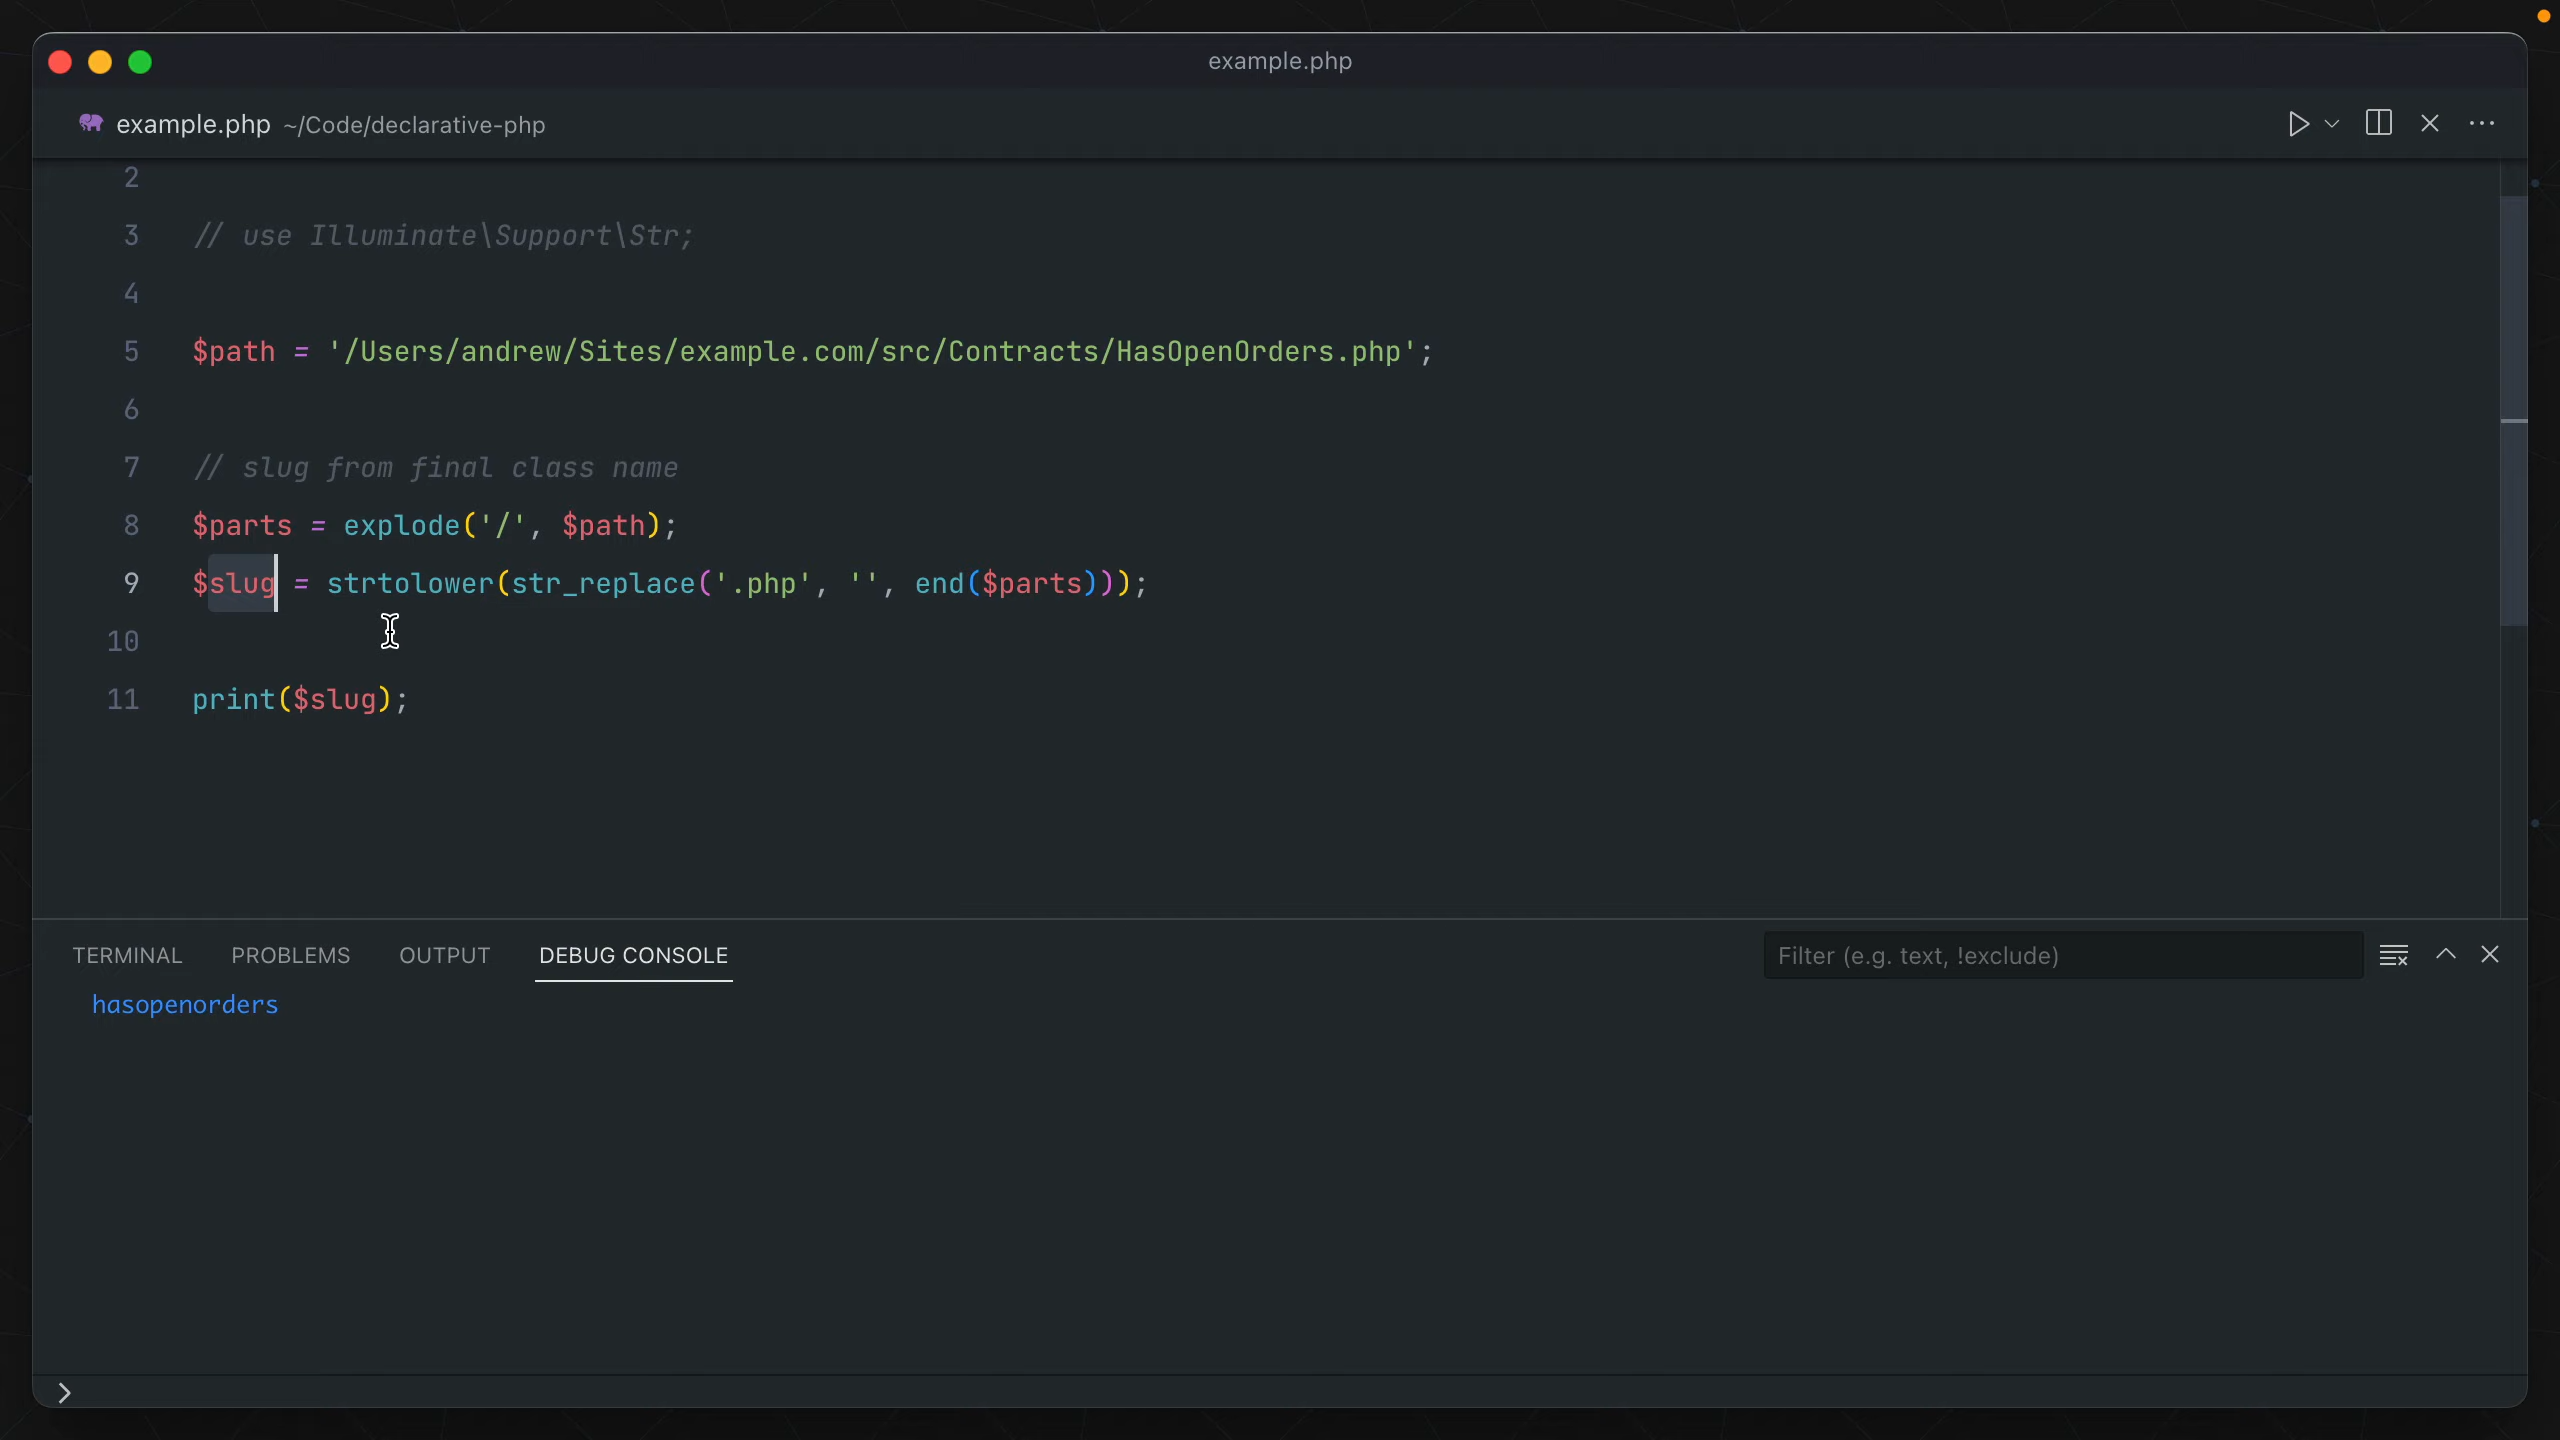 example.php
example.php ~/Code/declarative-php
2
3 // use Illuminate\Support\Str;
4
5 $path = '/Users/andrew/Sites/example.com/src/Contracts/HasOpenOrders.php';
6
7 // slug from final class name
8 $parts = explode('/', $path);
9 $slug = strtolower(str_replace('.php', '', end($parts)));
10
11 print($slug);
TERMINAL PROBLEMS OUTPUT DEBUG CONSOLE Filter (e.g. text, !exclude)
hasopenorders